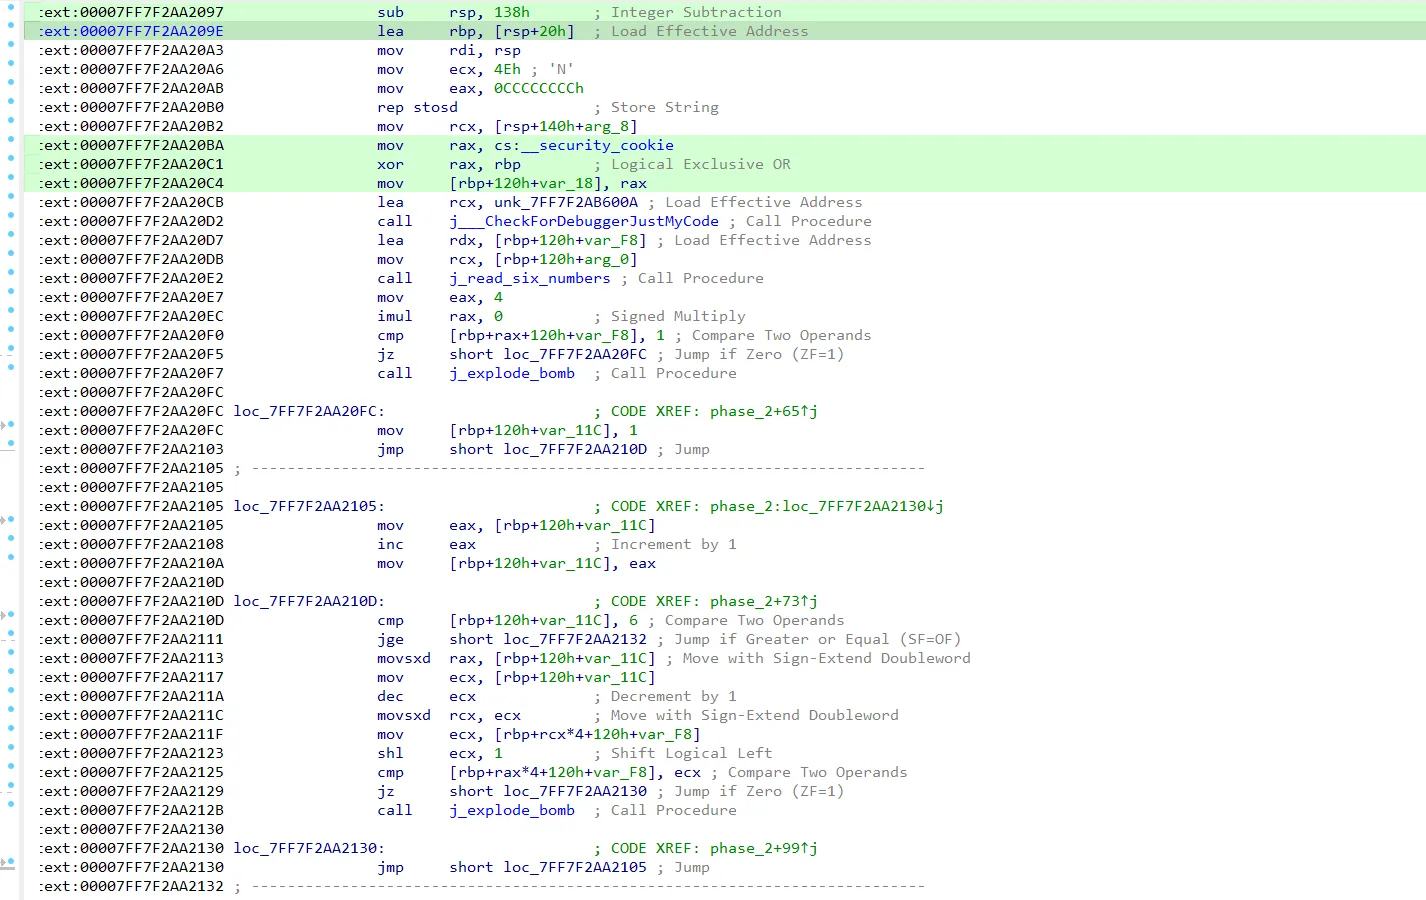 :ext:00007FF7F2AA2097                 sub     rsp, 138h       ; Integer Subtraction
:ext:00007FF7F2AA209E                 lea     rbp, [rsp+20h]  ; Load Effective Address
:ext:00007FF7F2AA20A3                 mov     rdi, rsp
:ext:00007FF7F2AA20A6                 mov     ecx, 4Eh ; 'N'
:ext:00007FF7F2AA20AB                 mov     eax, 0CCCCCCCCh
:ext:00007FF7F2AA20B0                 rep stosd               ; Store String
:ext:00007FF7F2AA20B2                 mov     rcx, [rsp+140h+arg_8]
:ext:00007FF7F2AA20BA                 mov     rax, cs:__security_cookie
:ext:00007FF7F2AA20C1                 xor     rax, rbp        ; Logical Exclusive OR
:ext:00007FF7F2AA20C4                 mov     [rbp+120h+var_18], rax
:ext:00007FF7F2AA20CB                 lea     rcx, unk_7FF7F2AB600A ; Load Effective Address
:ext:00007FF7F2AA20D2                 call    j___CheckForDebuggerJustMyCode ; Call Procedure
:ext:00007FF7F2AA20D7                 lea     rdx, [rbp+120h+var_F8] ; Load Effective Address
:ext:00007FF7F2AA20DB                 mov     rcx, [rbp+120h+arg_0]
:ext:00007FF7F2AA20E2                 call    j_read_six_numbers ; Call Procedure
:ext:00007FF7F2AA20E7                 mov     eax, 4
:ext:00007FF7F2AA20EC                 imul    rax, 0          ; Signed Multiply
:ext:00007FF7F2AA20F0                 cmp     [rbp+rax+120h+var_F8], 1 ; Compare Two Operands
:ext:00007FF7F2AA20F5                 jz      short loc_7FF7F2AA20FC ; Jump if Zero (ZF=1)
:ext:00007FF7F2AA20F7                 call    j_explode_bomb  ; Call Procedure
:ext:00007FF7F2AA20FC
:ext:00007FF7F2AA20FC loc_7FF7F2AA20FC:                       ; CODE XREF: phase_2+65↑j
:ext:00007FF7F2AA20FC                 mov     [rbp+120h+var_11C], 1
:ext:00007FF7F2AA2103                 jmp     short loc_7FF7F2AA210D ; Jump
:ext:00007FF7F2AA2105 ; ---------------------------------------------------------------------------
:ext:00007FF7F2AA2105
:ext:00007FF7F2AA2105 loc_7FF7F2AA2105:                       ; CODE XREF: phase_2:loc_7FF7F2AA2130↓j
:ext:00007FF7F2AA2105                 mov     eax, [rbp+120h+var_11C]
:ext:00007FF7F2AA2108                 inc     eax             ; Increment by 1
:ext:00007FF7F2AA210A                 mov     [rbp+120h+var_11C], eax
:ext:00007FF7F2AA210D
:ext:00007FF7F2AA210D loc_7FF7F2AA210D:                       ; CODE XREF: phase_2+73↑j
:ext:00007FF7F2AA210D                 cmp     [rbp+120h+var_11C], 6 ; Compare Two Operands
:ext:00007FF7F2AA2111                 jge     short loc_7FF7F2AA2132 ; Jump if Greater or Equal (SF=OF)
:ext:00007FF7F2AA2113                 movsxd  rax, [rbp+120h+var_11C] ; Move with Sign-Extend Doubleword
:ext:00007FF7F2AA2117                 mov     ecx, [rbp+120h+var_11C]
:ext:00007FF7F2AA211A                 dec     ecx             ; Decrement by 1
:ext:00007FF7F2AA211C                 movsxd  rcx, ecx        ; Move with Sign-Extend Doubleword
:ext:00007FF7F2AA211F                 mov     ecx, [rbp+rcx*4+120h+var_F8]
:ext:00007FF7F2AA2123                 shl     ecx, 1          ; Shift Logical Left
:ext:00007FF7F2AA2125                 cmp     [rbp+rax*4+120h+var_F8], ecx ; Compare Two Operands
:ext:00007FF7F2AA2129                 jz      short loc_7FF7F2AA2130 ; Jump if Zero (ZF=1)
:ext:00007FF7F2AA212B                 call    j_explode_bomb  ; Call Procedure
:ext:00007FF7F2AA2130
:ext:00007FF7F2AA2130 loc_7FF7F2AA2130:                       ; CODE XREF: phase_2+99↑j
:ext:00007FF7F2AA2130                 jmp     short loc_7FF7F2AA2105 ; Jump
:ext:00007FF7F2AA2132 ; ---------------------------------------------------------------------------